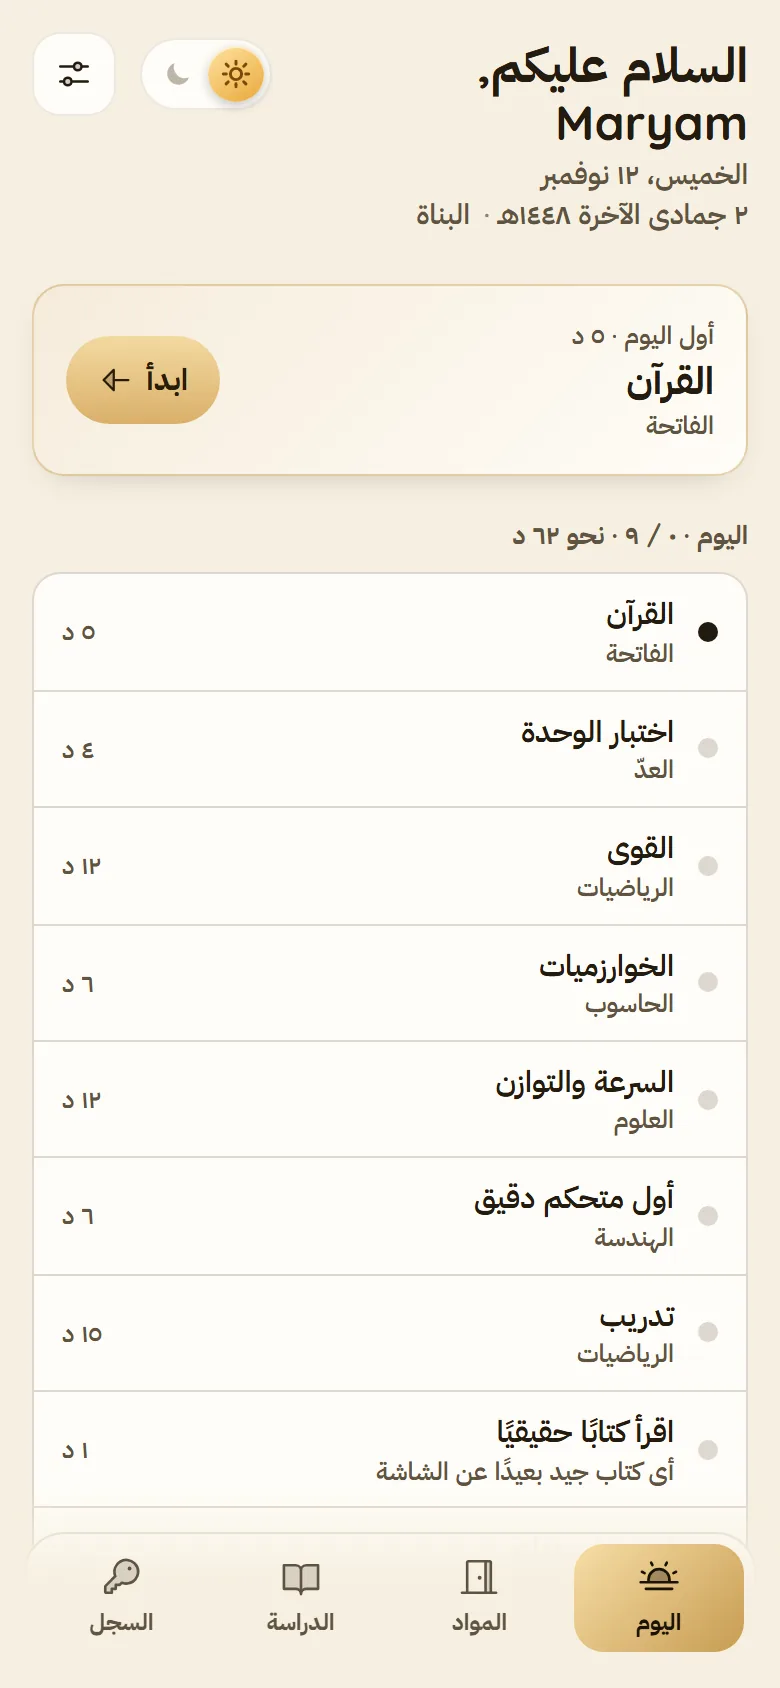 السلام عليكم,
Maryam
الخميس، ١٢ نوفمبر
٢ جمادى الآخرة ١٤٤٨هـ · البناة
أول اليوم · ٥ د
القرآن
الفاتحة
ابدأ
اليوم · ٠ / ٩ · نحو ٦٢ د
القرآن
الفاتحة
٥ د
اختبار الوحدة
العدّ
٤ د
القوى
الرياضيات
١٢ د
الخوارزميات
الحاسوب
٦ د
السرعة والتوازن
العلوم
١٢ د
أول متحكم دقيق
الهندسة
٦ د
تدريب
الرياضيات
١٥ د
اقرأ كتابًا حقيقيًا
أي كتاب جيد بعيدًا عن الشاشة
١ د
اليوم
المواد
الدراسة
السجل